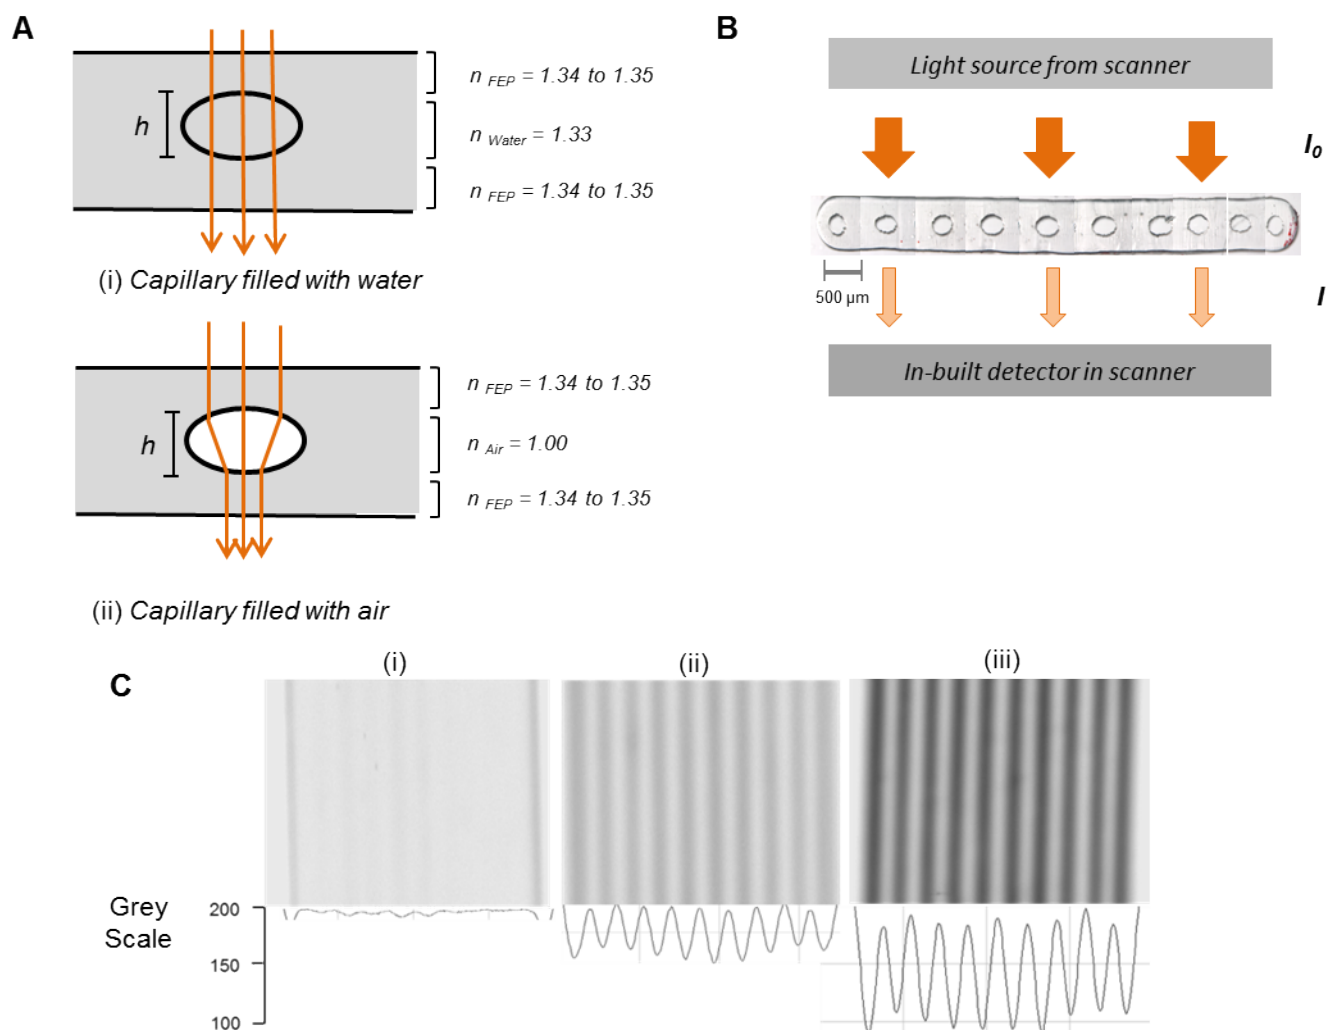 A
h
n FEP = 1.34 to 1.35
n Water = 1.33
n FEP = 1.34 to 1.35
(i) Capillary filled with water
h
n FEP = 1.34 to 1.35
n Air = 1.00
n FEP = 1.34 to 1.35
(ii) Capillary filled with air
B
Light source from scanner
I0
500 µm
I
In-built detector in scanner
C
(i)
(ii)
(iii)
Grey
Scale
200
150
100